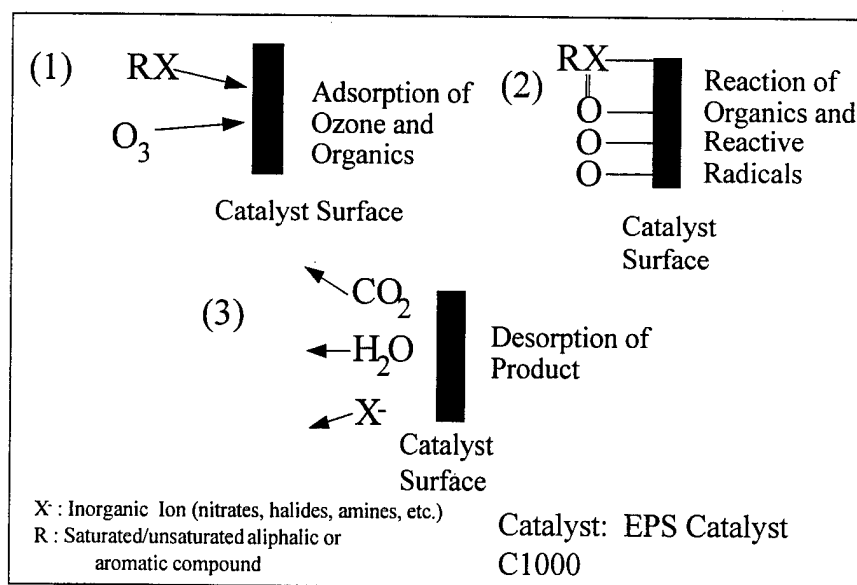 (1)
RX
O3
Adsorption of
Ozone and
Organics
Catalyst Surface
(2)
RX
O
O
O
Reaction of
Organics and
Reactive
Radicals
Catalyst
Surface
(3)
CO2
H2O
X-
Desorption of
Product
Catalyst
Surface
X- : Inorganic Ion (nitrates, halides, amines, etc.)
R : Saturated/unsaturated aliphalic or
aromatic compound
Catalyst: EPS Catalyst
C1000